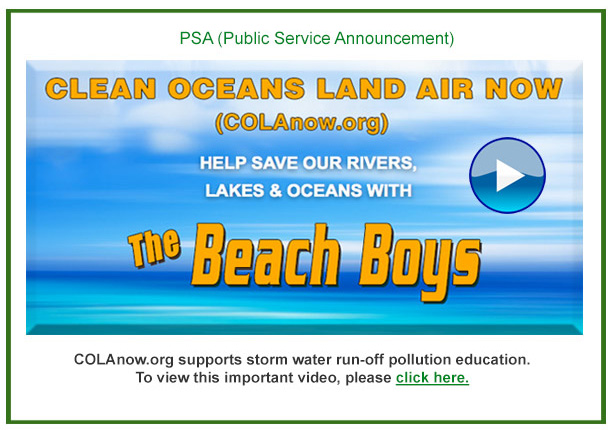 PSA (Public Service Announcement)
CLEAN OCEANS LAND AIR NOW
(COLAnow.org)
HELP SAVE OUR RIVERS,
LAKES & OCEANS WITH
The Beach Boys
COLAnow.org supports storm water run-off pollution education.
To view this important video, please click here.